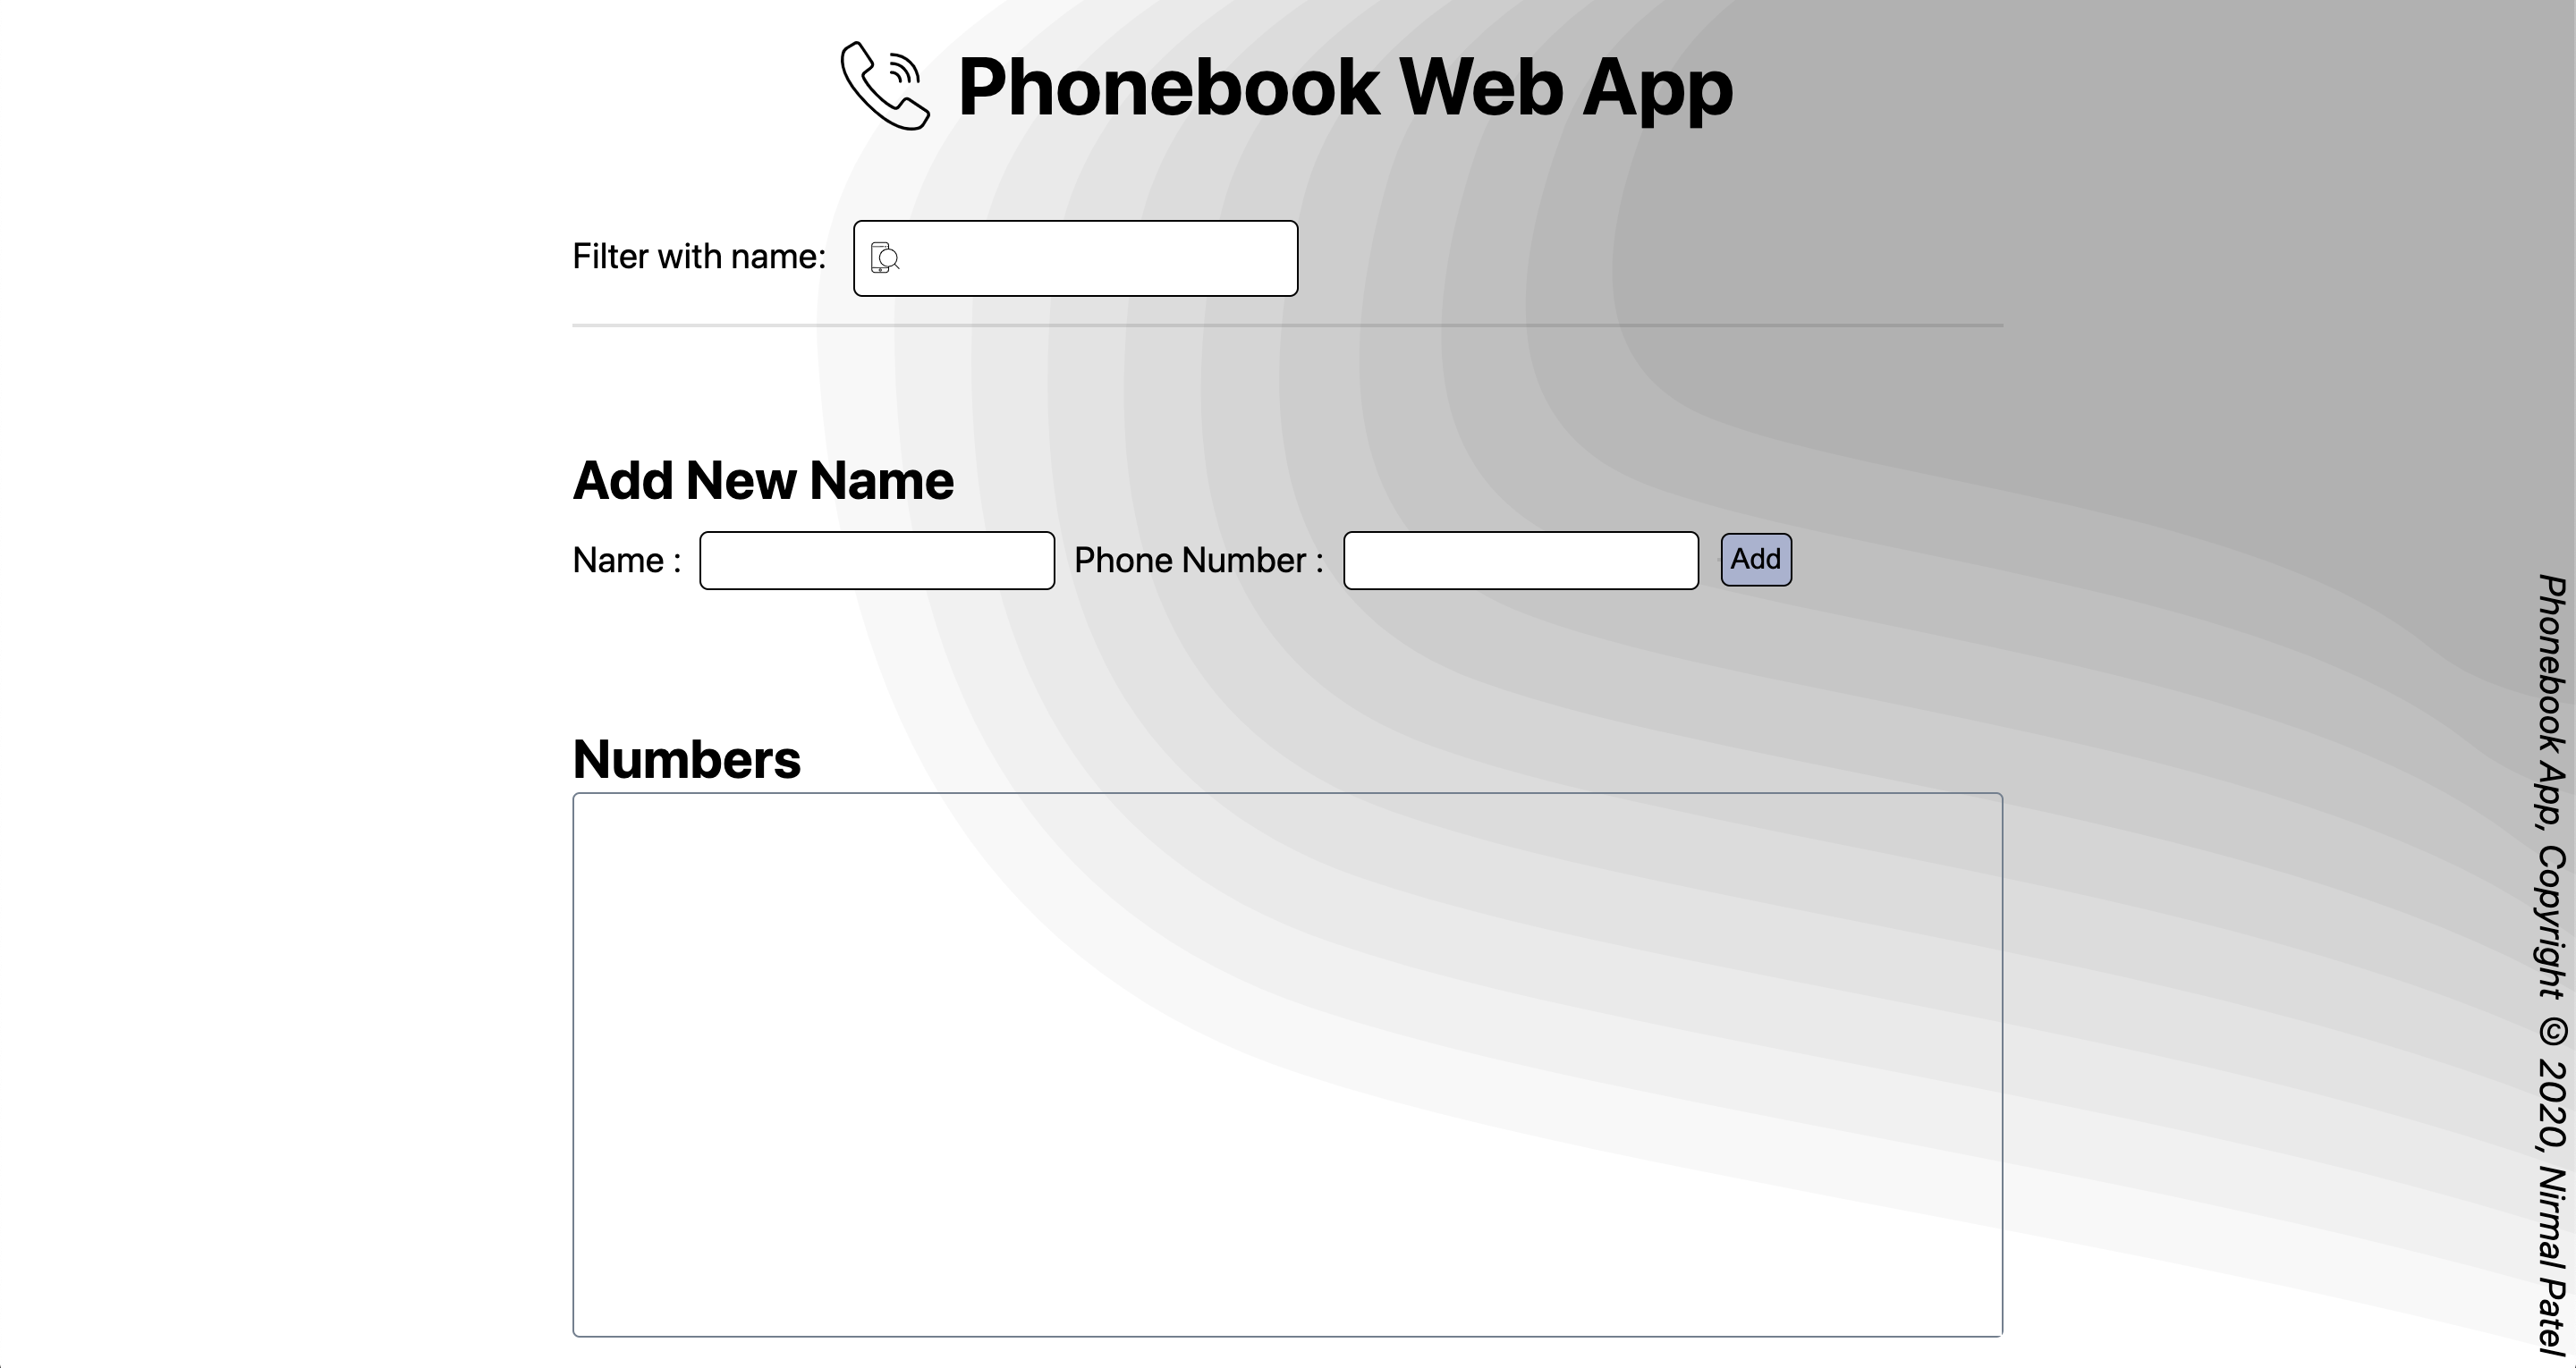 Phonebook Web App
Filter with name:
Add New Name
Name : Phone Number : Add
Numbers
Phonebook App, Copyright © 2020, Nirmal Patel